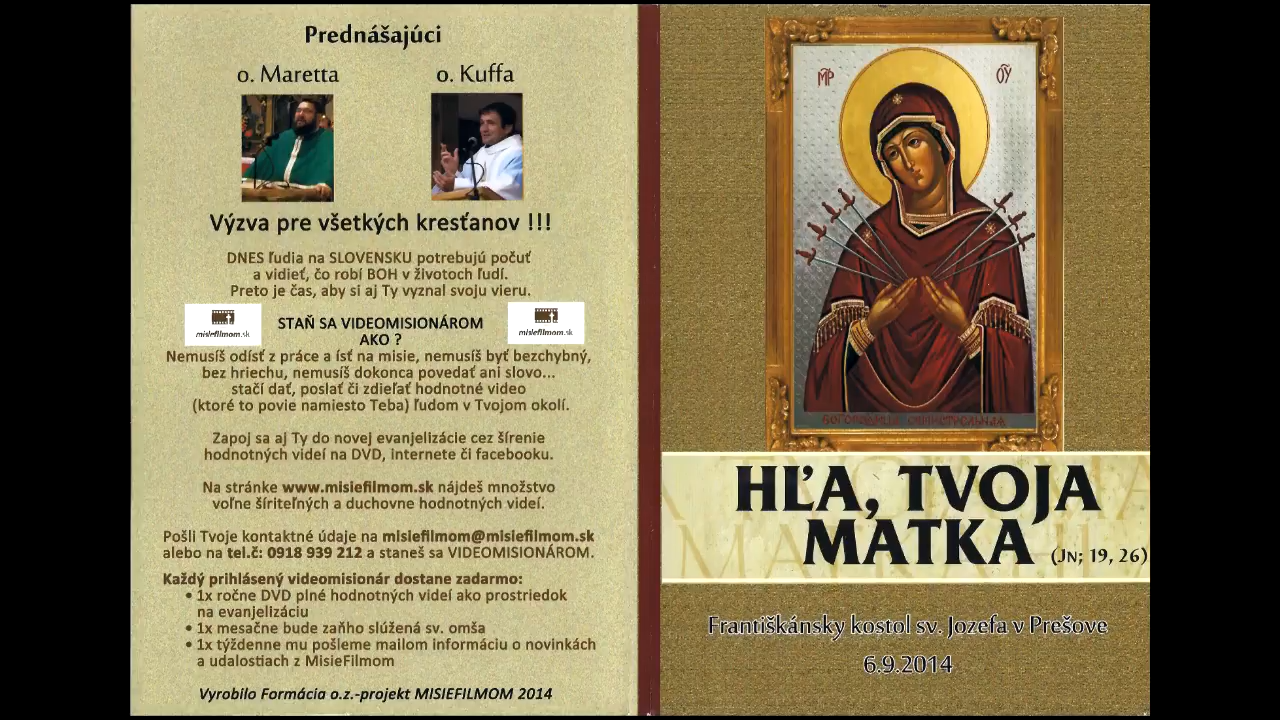 Prednášajúci
o. Maretta
o. Kuffa
Výzva pre všetkých kresťanov !!!
DNES ľudia na SLOVENSKU potrebujú počuť
a vidieť, čo robí BOH v životoch ľudí.
Preto je čas, aby si aj Ty vyznal svoju vieru.
misiefilmom.sk
STAŇ SA VIDEOMISIONÁROM
misiefilmom.sk
AKO ?
Nemusíš odísť z práce a ísť na misie, nemusíš byť bezchybný,
bez hriechu, nemusíš dokonca povedať ani slovo...
stačí dať, poslať či zdieľať hodnotné video
(ktoré to povie namiesto Teba) ľudom v Tvojom okolí.
Zapoj sa aj Ty do novej evanjelizácie cez šírenie
hodnotných videí na DVD, internete či facebooku.
Na stránke www.misiefilmom.sk nájdeš množstvo
voľne šíriteľných a duchovne hodnotných videí.
Pošli Tvoje kontaktné údaje na misiefilmom@misiefilmom.sk
alebo na tel.č: 0918 939 212 a staneš sa VIDEOMISIONÁROM.
Každý prihlásený videomisionár dostane zadarmo:
• 1x ročne DVD plné hodnotných videí ako prostriedok
na evanjelizáciu
• 1x mesačne bude zaňho slúžená sv. omša
• 1x týždenne mu pošleme mailom informáciu o novinkách
a udalostiach z MisieFilmom
Vyrobilo Formácia o.z.-projekt MISIEFILMOM 2014
МР ОУ
HĽA, TVOJA
MATKA (JN; 19, 26)
Františkánsky kostol sv. Jozefa v Prešove
6.9.2014